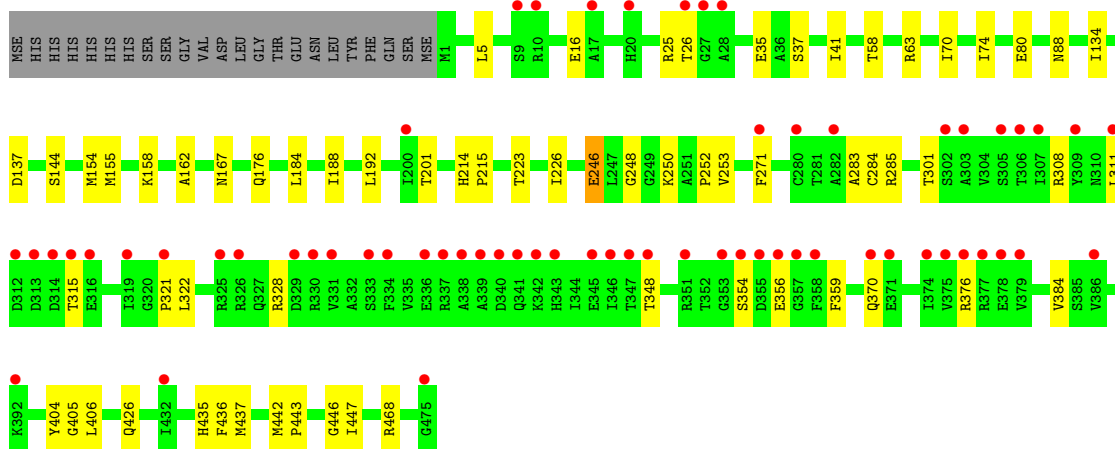 MSE HIS HIS HIS HIS HIS HIS SER SER GLY VAL ASP LEU GLY THR GLU ASN LEU TYR PHE GLN SER MSE M1 L5 S9 R10 E16 A17 H20 R25 T26 G27 A28 E35 A36 S37 I41 T58 R63 I70 I74 E80 N88 I134
D137 S144 M154 M155 K158 A162 N167 Q176 L184 I188 L192 I200 T201 H214 P215 T223 I226 E246 L247 G248 G249 K250 A251 P252 V253 F271 C280 T281 A282 A283 C284 R285 T301 S302 A303 V304 S305 T306 I307 R308 Y309 N310 I311
D312 D313 D314 T315 E316 I319 G320 P321 L322 R325 R326 Q327 R328 D329 R330 V331 A332 S333 F334 V335 E336 R337 A338 A339 D340 Q341 K342 H343 I344 E345 I346 T347 T348 R351 T352 G353 S354 D355 E356 G357 F358 F359 Q370 E371 I374 V375 R376 R377 E378 V379 V384 S385 V386
K392 Y404 G405 L406 Q426 I432 H435 F436 M437 M442 P443 G446 I447 R468 G475